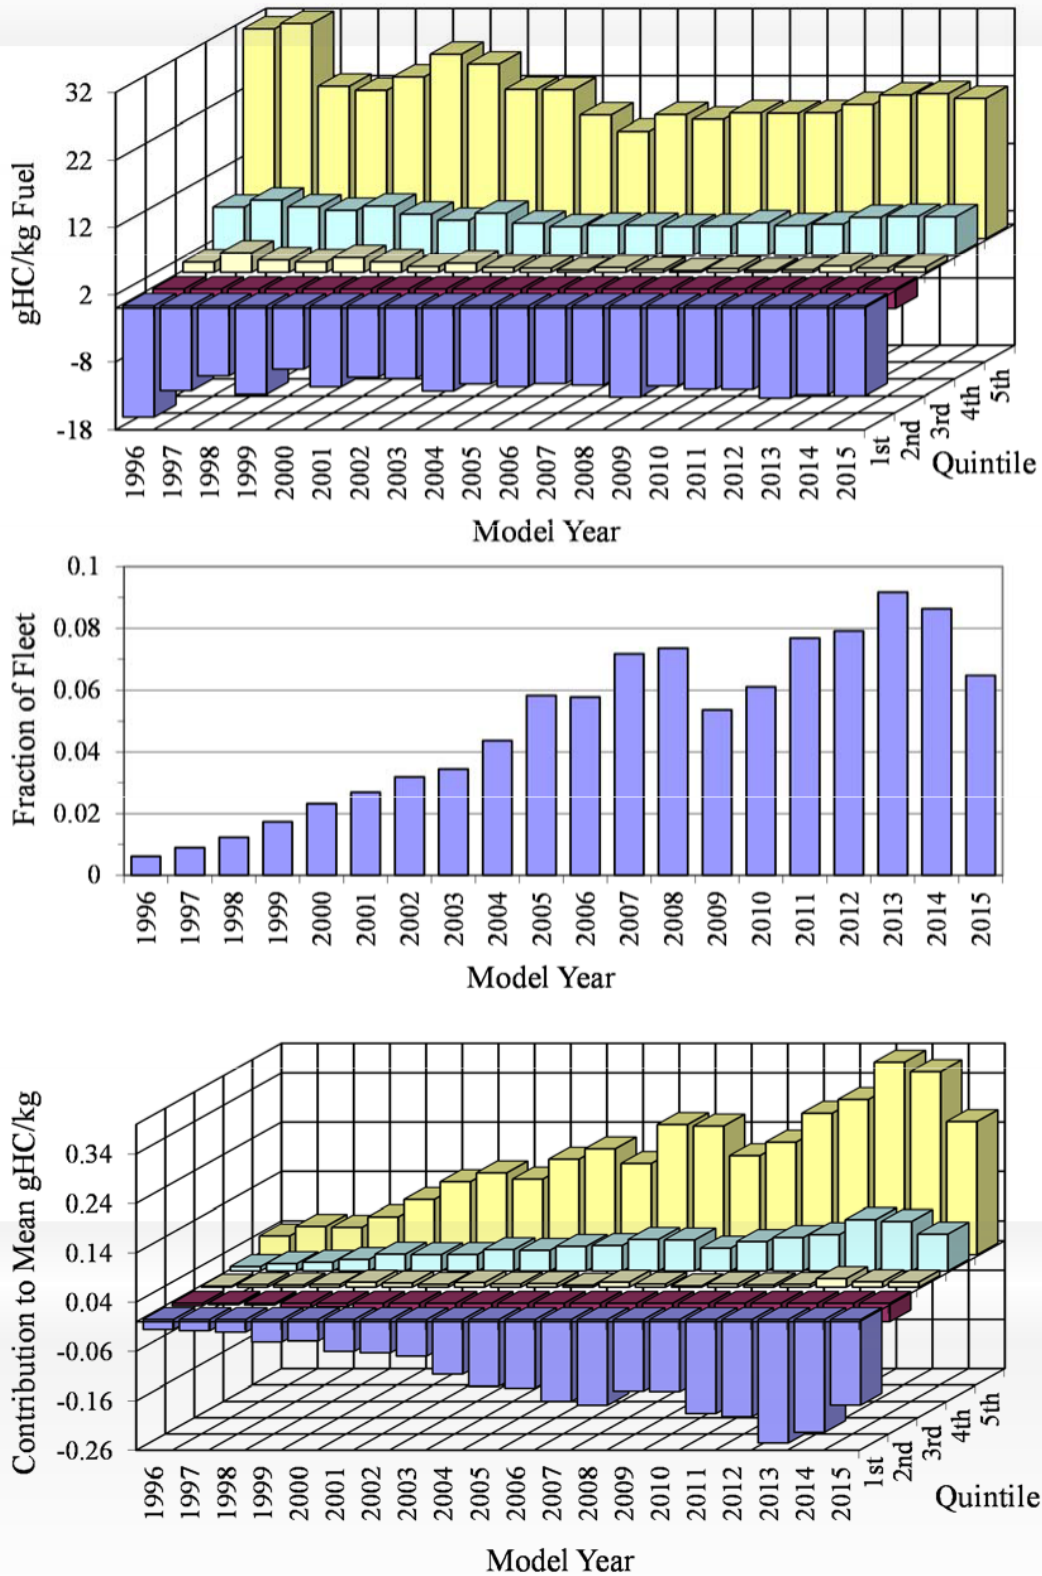 gHC/kg Fuel
32
22
12
2
-8
-18
1996 1997 1998 1999 2000 2001 2002 2003 2004 2005 2006 2007 2008 2009 2010 2011 2012 2013 2014 2015
1st 2nd 3rd 4th 5th
Quintile
Model Year
Fraction of Fleet
0.1
0.08
0.06
0.04
0.02
0
1996 1997 1998 1999 2000 2001 2002 2003 2004 2005 2006 2007 2008 2009 2010 2011 2012 2013 2014 2015
Model Year
Contribution to Mean gHC/kg
0.34
0.24
0.14
0.04
-0.06
-0.16
-0.26
1996 1997 1998 1999 2000 2001 2002 2003 2004 2005 2006 2007 2008 2009 2010 2011 2012 2013 2014 2015
1st 2nd 3rd 4th 5th
Quintile
Model Year